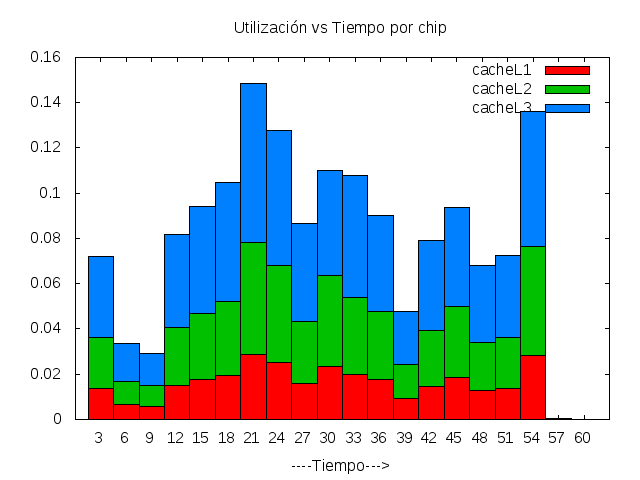 Utilización vs Tiempo por chip
0.16
0.14
0.12
0.1
0.08
0.06
0.04
0.02
0
cacheL1
cacheL2
cacheL3
3 6 9 12 15 18 21 24 27 30 33 36 39 42 45 48 51 54 57 60
----Tiempo--->